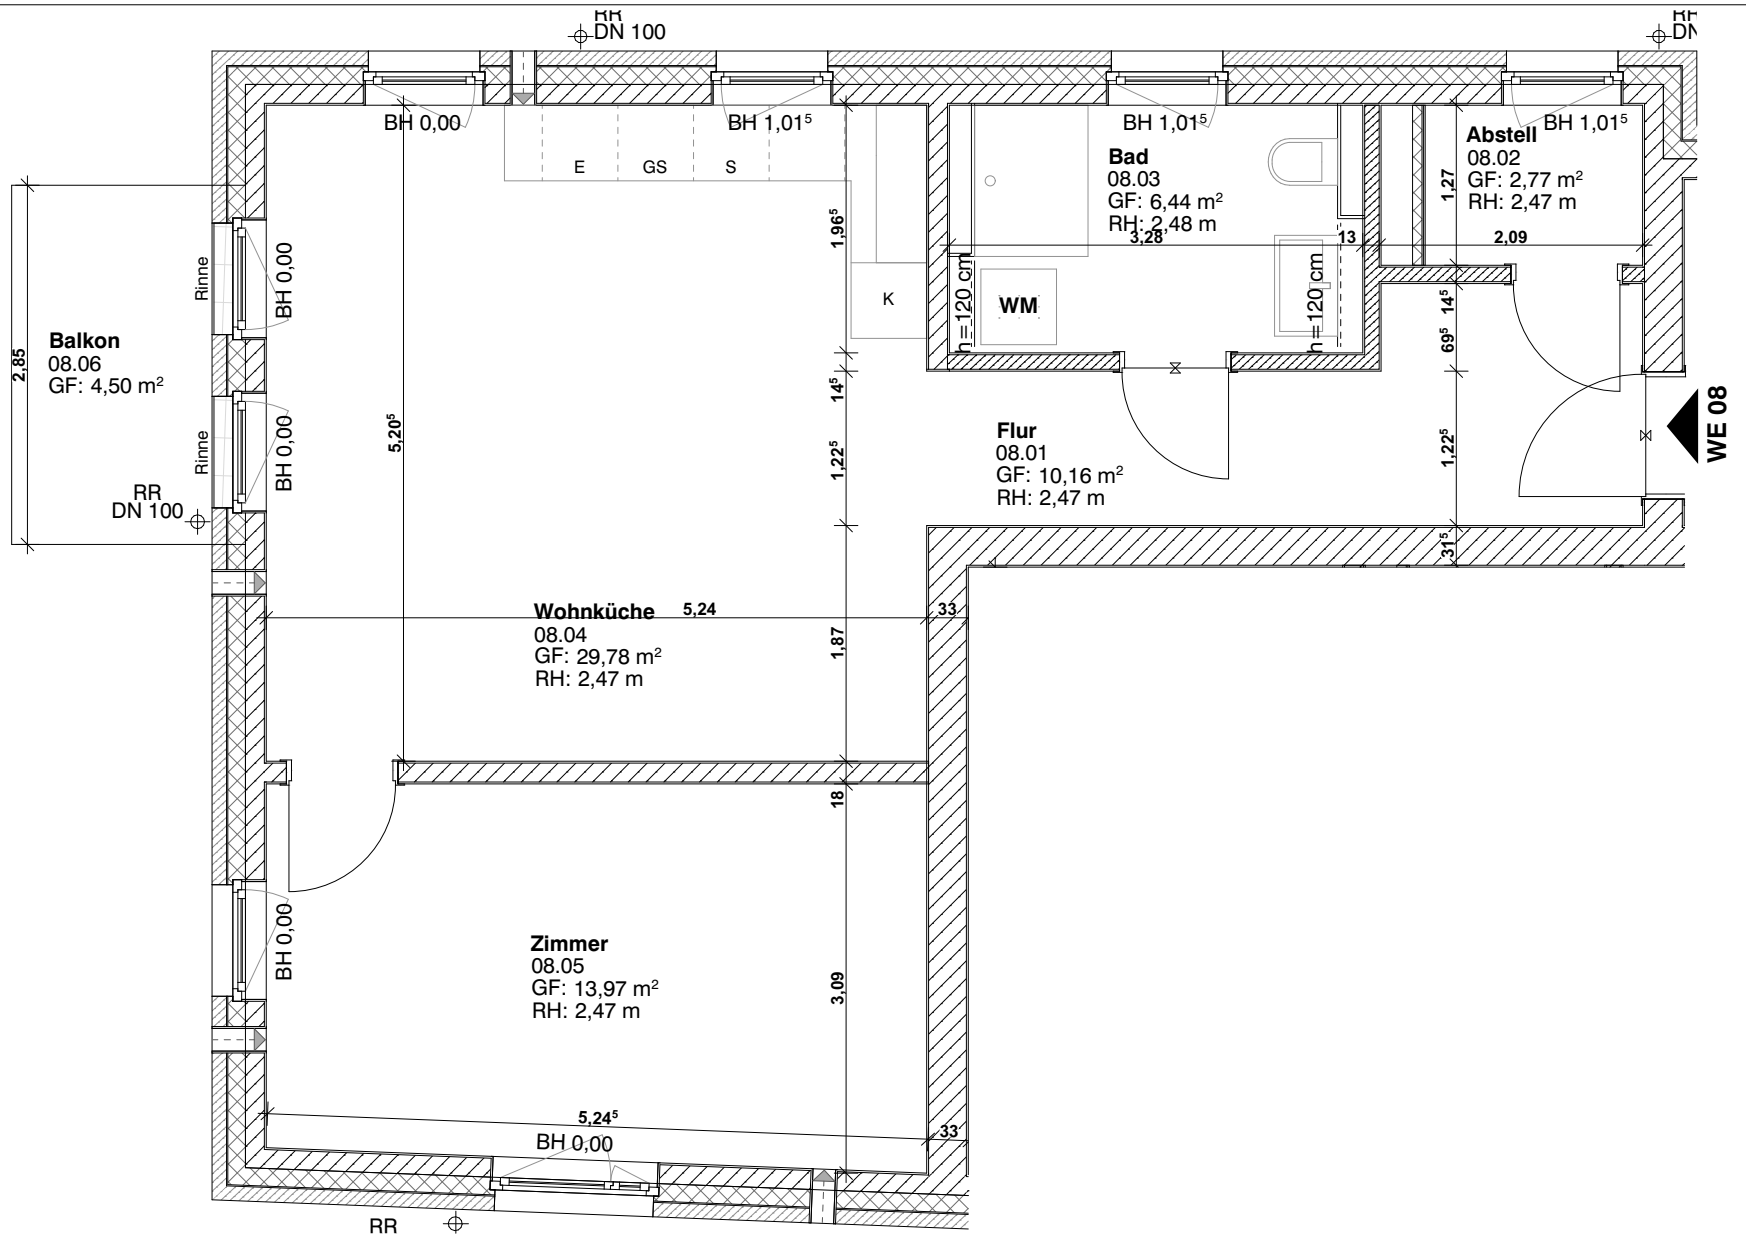 RR
DN 100
RR
DN
BH 0,00
BH 1,01⁵
BH 1,01⁵
BH 1,01⁵
E
GS
S
K
Bad
08.03
GF: 6,44 m²
RH: 2,48 m
3,28
13
Abstell
08.02
GF: 2,77 m²
RH: 2,47 m
2,09
1,27
14⁵
69⁵
1,22⁵
31⁵
1,96⁵
14⁵
1,22⁵
1,87
18
3,09
5,20⁵
h=120 cm
h=120 cm
WM
Rinne
BH 0,00
Rinne
BH 0,00
Balkon
08.06
GF: 4,50 m²
2,85
RR
DN 100
Flur
08.01
GF: 10,16 m²
RH: 2,47 m
WE 08
Wohnküche
08.04
GF: 29,78 m²
RH: 2,47 m
5,24
33
Zimmer
08.05
GF: 13,97 m²
RH: 2,47 m
BH 0,00
5,24⁵
33
BH 0,00
RR